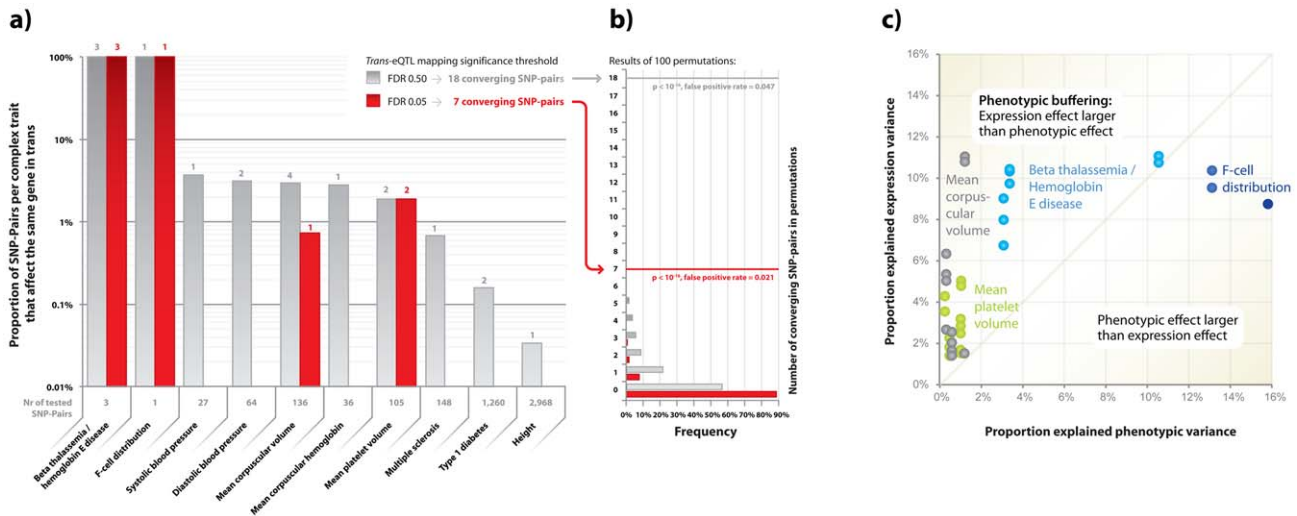 a)
Proportion of SNP-Pairs per complex trait
that affect the same gene in trans
100%
10%
1%
0.1%
0.01%
3
3
1
1
1
2
4
1
1
2
2
1
2
1
Trans-eQTL mapping significance threshold
FDR 0.50 → 18 converging SNP-pairs
FDR 0.05 → 7 converging SNP-pairs
Nr of tested
SNP-Pairs
3
1
27
64
136
36
105
148
1,260
2,968
Beta thalassemia /
hemoglobin E disease
F-cell distribution
Systolic blood pressure
Diastolic blood pressure
Mean corpuscular volume
Mean corpuscular hemoglobin
Mean platelet volume
Multiple sclerosis
Type 1 diabetes
Height
b)
Results of 100 permutations:
18
17
16
15
14
13
12
11
10
9
8
7
6
5
4
3
2
1
0
false positive rate = 0.047
false positive rate = 0.021
0% 10% 20% 30% 40% 50% 60% 70% 80% 90%
Frequency
Number of converging SNP-pairs in permutations
c)
Proportion explained expression variance
16%
14%
12%
10%
8%
6%
4%
2%
0%
Phenotypic buffering:
Expression effect larger
than phenotypic effect
Mean
corpus-
cular
volume
Beta thalassemia /
Hemoglobin
E disease
F-cell
distribution
Mean
platelet
volume
Phenotypic effect larger
than expression effect
0% 2% 4% 6% 8% 10% 12% 14% 16%
Proportion explained phenotypic variance